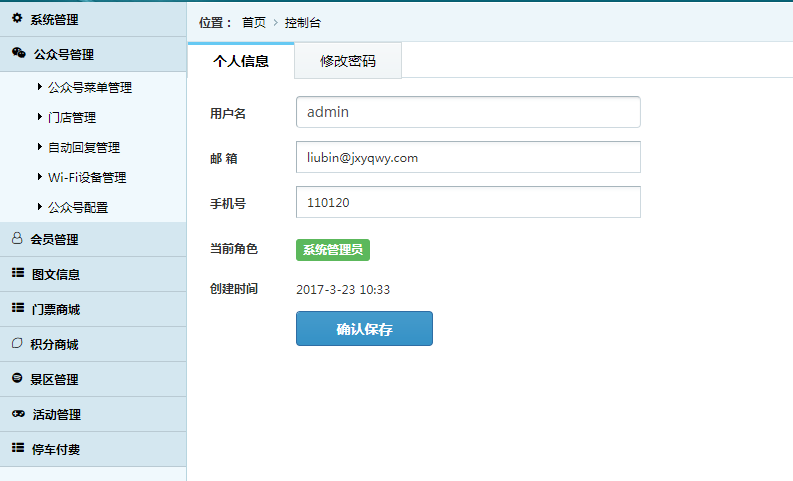 系统管理
公众号管理
公众号菜单管理
门店管理
自动回复管理
Wi-Fi设备管理
公众号配置
会员管理
图文信息
门票商城
积分商城
景区管理
活动管理
停车付费
位置： 首页 > 控制台
个人信息 修改密码
用户名 admin
邮 箱 liubin@jxyqwy.com
手机号 110120
当前角色 系统管理员
创建时间 2017-3-23 10:33
确认保存